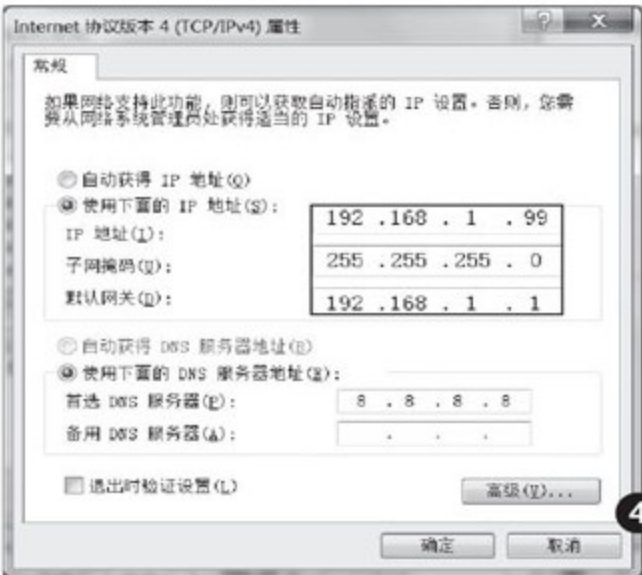 Internet 协议版本 4 (TCP/IPv4) 属性
常规
如果网络支持此功能，则可以获取自动指派的 IP 设置。否则，您需
要从网络系统管理员处获得适当的 IP 设置。
自动获得 IP 地址(O)
使用下面的 IP 地址(S):
IP 地址(I): 192 .168 . 1 . 99
子网掩码(U): 255 .255 .255 . 0
默认网关(D): 192 .168 . 1 . 1
自动获得 DNS 服务器地址(B)
使用下面的 DNS 服务器地址(E):
首选 DNS 服务器(P): 8 . 8 . 8 . 8
备用 DNS 服务器(A): . . .
退出时验证设置(L)
高级(V)...
4
确定
取消